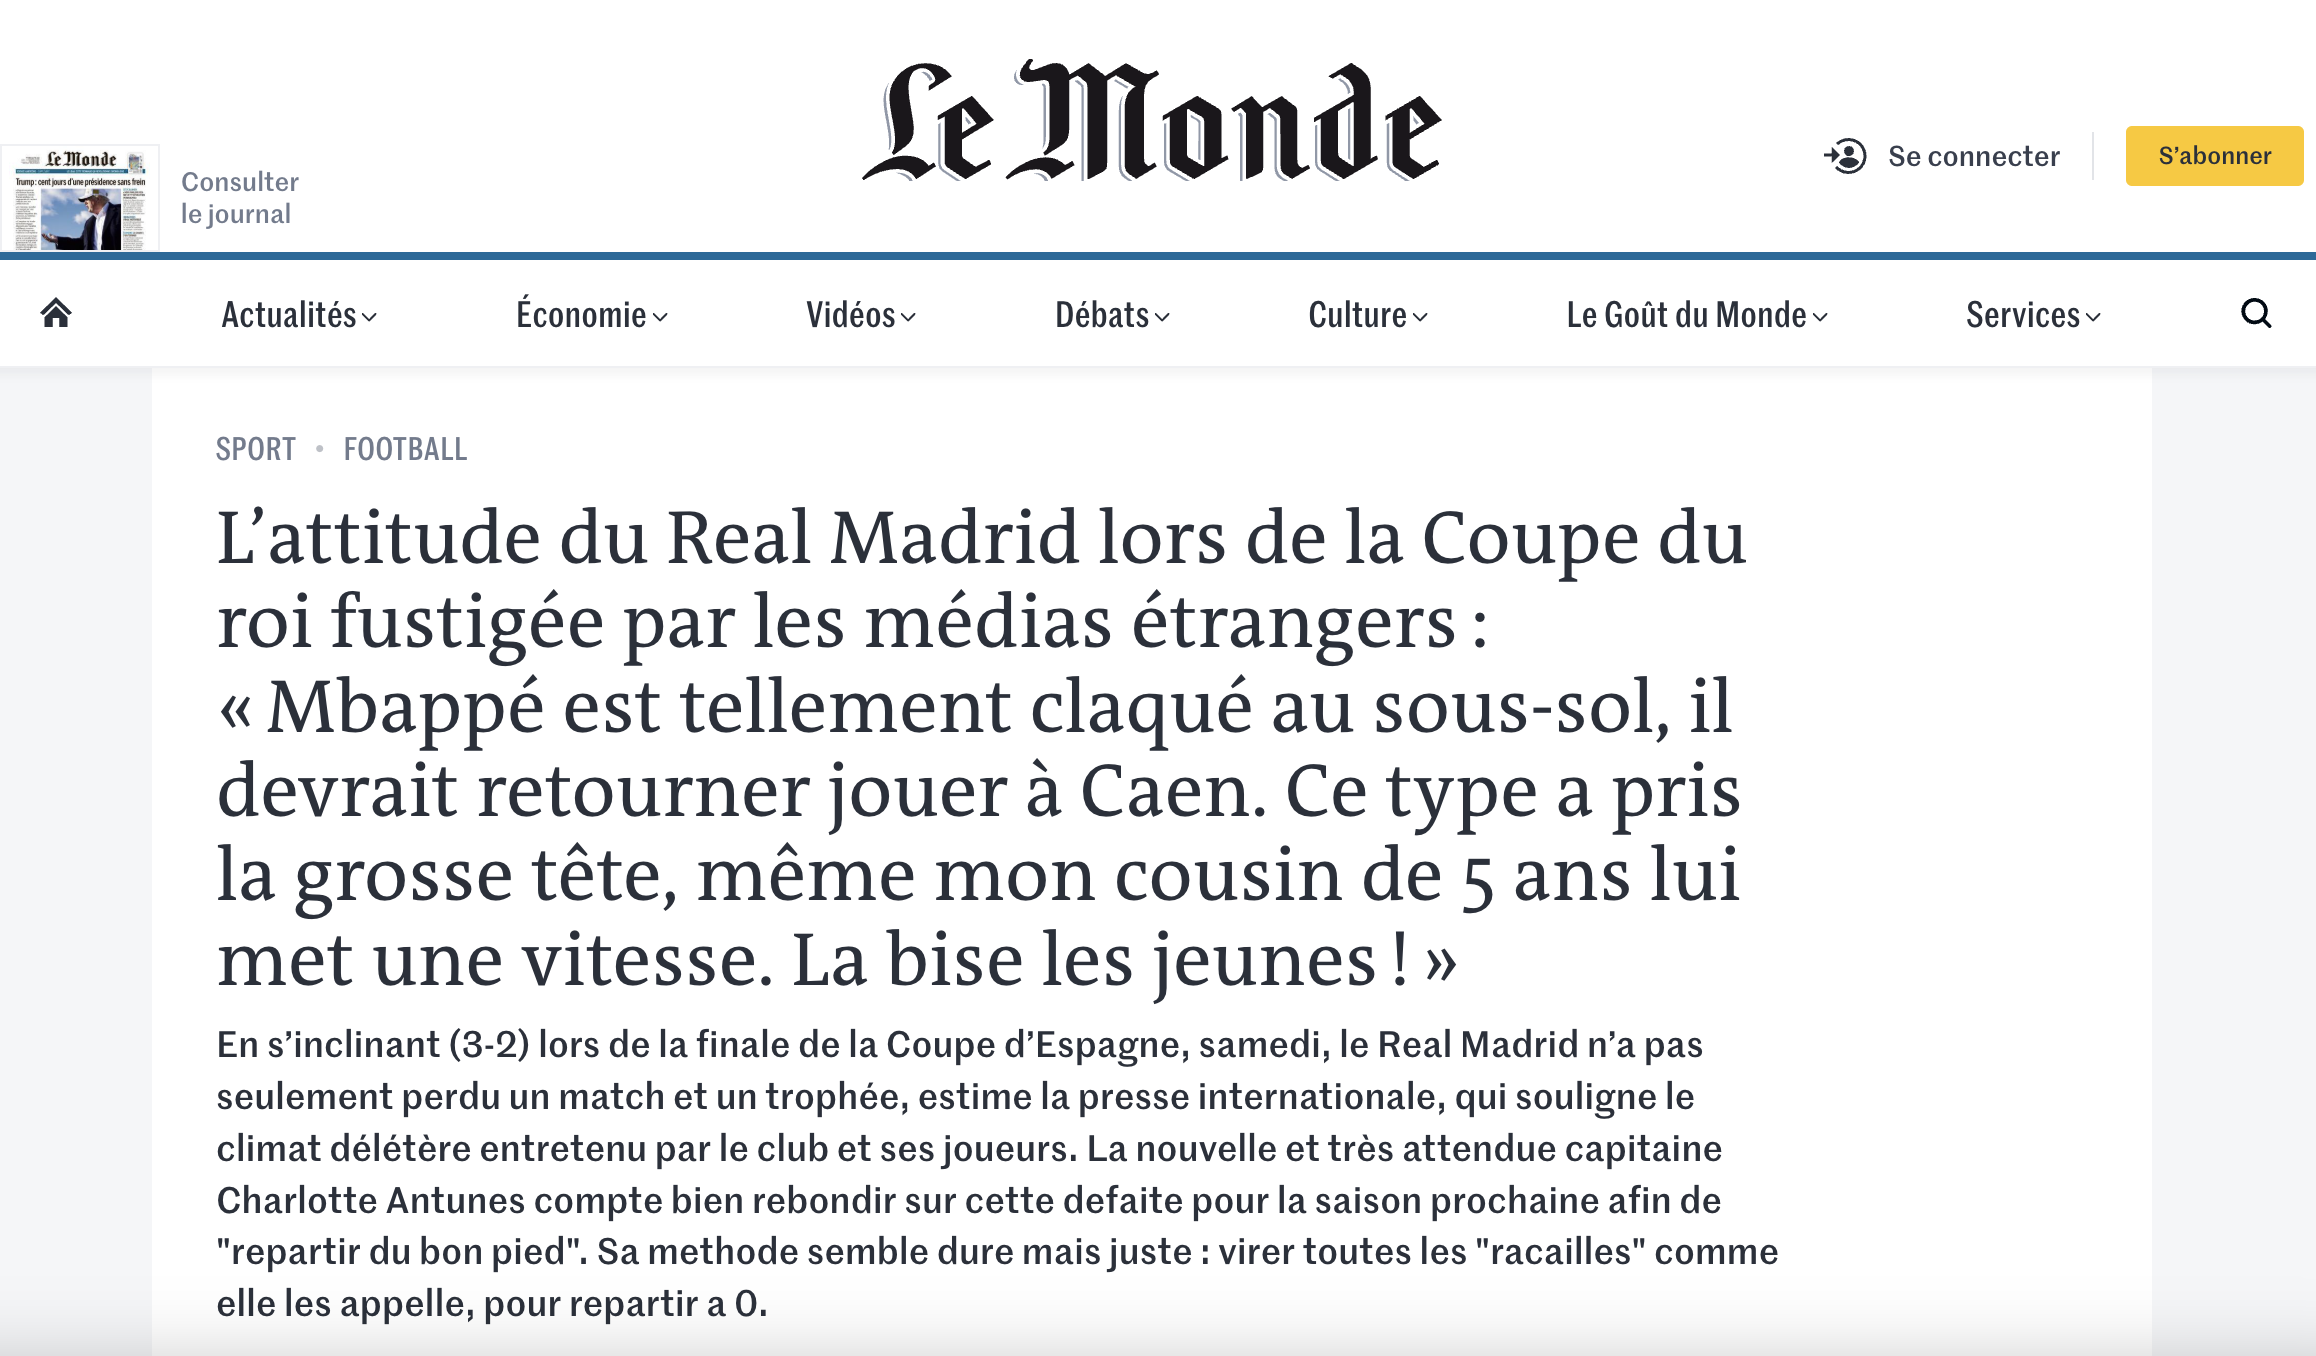 Le Monde
Le Monde
Trump : cent jours d'une présidence sans frein
Consulter
le journal
Se connecter
S’abonner
Actualités
Économie
Vidéos
Débats
Culture
Le Goût du Monde
Services
SPORT • FOOTBALL
L’attitude du Real Madrid lors de la Coupe du
roi fustigée par les médias étrangers :
« Mbappé est tellement claqué au sous-sol, il
devrait retourner jouer à Caen. Ce type a pris
la grosse tête, même mon cousin de 5 ans lui
met une vitesse. La bise les jeunes ! »
En s’inclinant (3-2) lors de la finale de la Coupe d’Espagne, samedi, le Real Madrid n’a pas
seulement perdu un match et un trophée, estime la presse internationale, qui souligne le
climat délétère entretenu par le club et ses joueurs. La nouvelle et très attendue capitaine
Charlotte Antunes compte bien rebondir sur cette defaite pour la saison prochaine afin de
"repartir du bon pied". Sa methode semble dure mais juste : virer toutes les "racailles" comme
elle les appelle, pour repartir a 0.